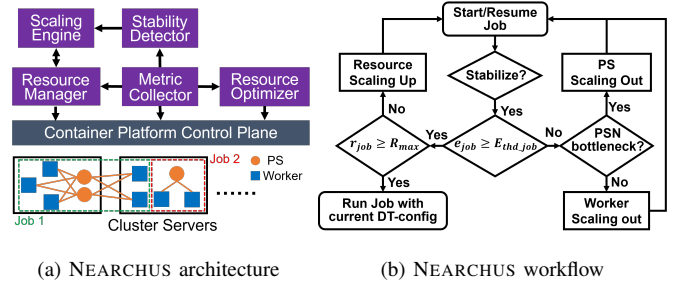 Scaling
Engine
Stability
Detector
Resource
Manager
Metric
Collector
Resource
Optimizer
Container Platform Control Plane
Job 2
PS
Worker
Job 1
Cluster Servers
......
(a) NEARCHUS architecture
Start/Resume
Job
Resource
Scaling Up
Stabilize?
PS
Scaling Out
No
Yes
Yes
r_job ≥ R_max
Yes
e_job ≥ E_thd_job
No
PSN
bottleneck?
Yes
No
Run Job with
current DT-config
Worker
Scaling out
(b) NEARCHUS workflow